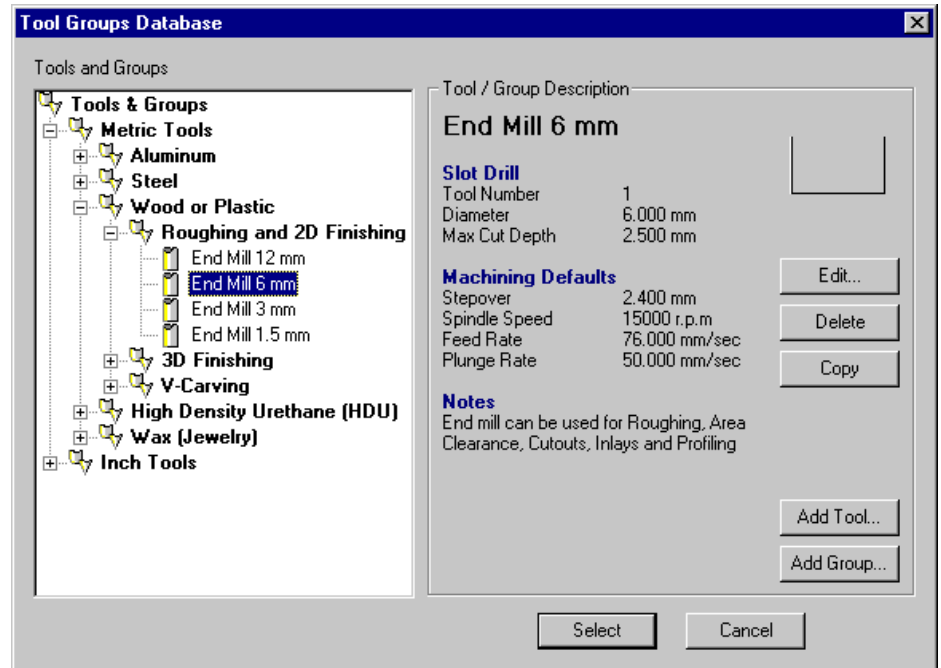 Tool Groups Database
Tools and Groups
Tools & Groups
Metric Tools
Aluminum
Steel
Wood or Plastic
Roughing and 2D Finishing
End Mill 12 mm
End Mill 6 mm
End Mill 3 mm
End Mill 1.5 mm
3D Finishing
V-Carving
High Density Urethane (HDU)
Wax (Jewelry)
Inch Tools
Tool / Group Description
End Mill 6 mm
Slot Drill
Tool Number 1
Diameter 6.000 mm
Max Cut Depth 2.500 mm
Machining Defaults
Stepover 2.400 mm
Spindle Speed 15000 r.p.m
Feed Rate 76.000 mm/sec
Plunge Rate 50.000 mm/sec
Notes
End mill can be used for Roughing, Area
Clearance, Cutouts, Inlays and Profiling
Edit...
Delete
Copy
Add Tool...
Add Group...
Select
Cancel